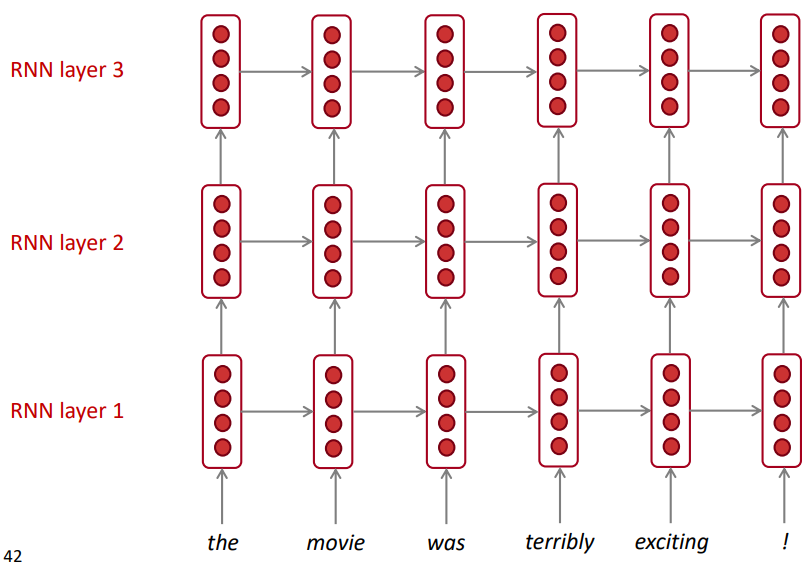 RNN layer 3
RNN layer 2
RNN layer 1
the movie was terribly exciting !
42